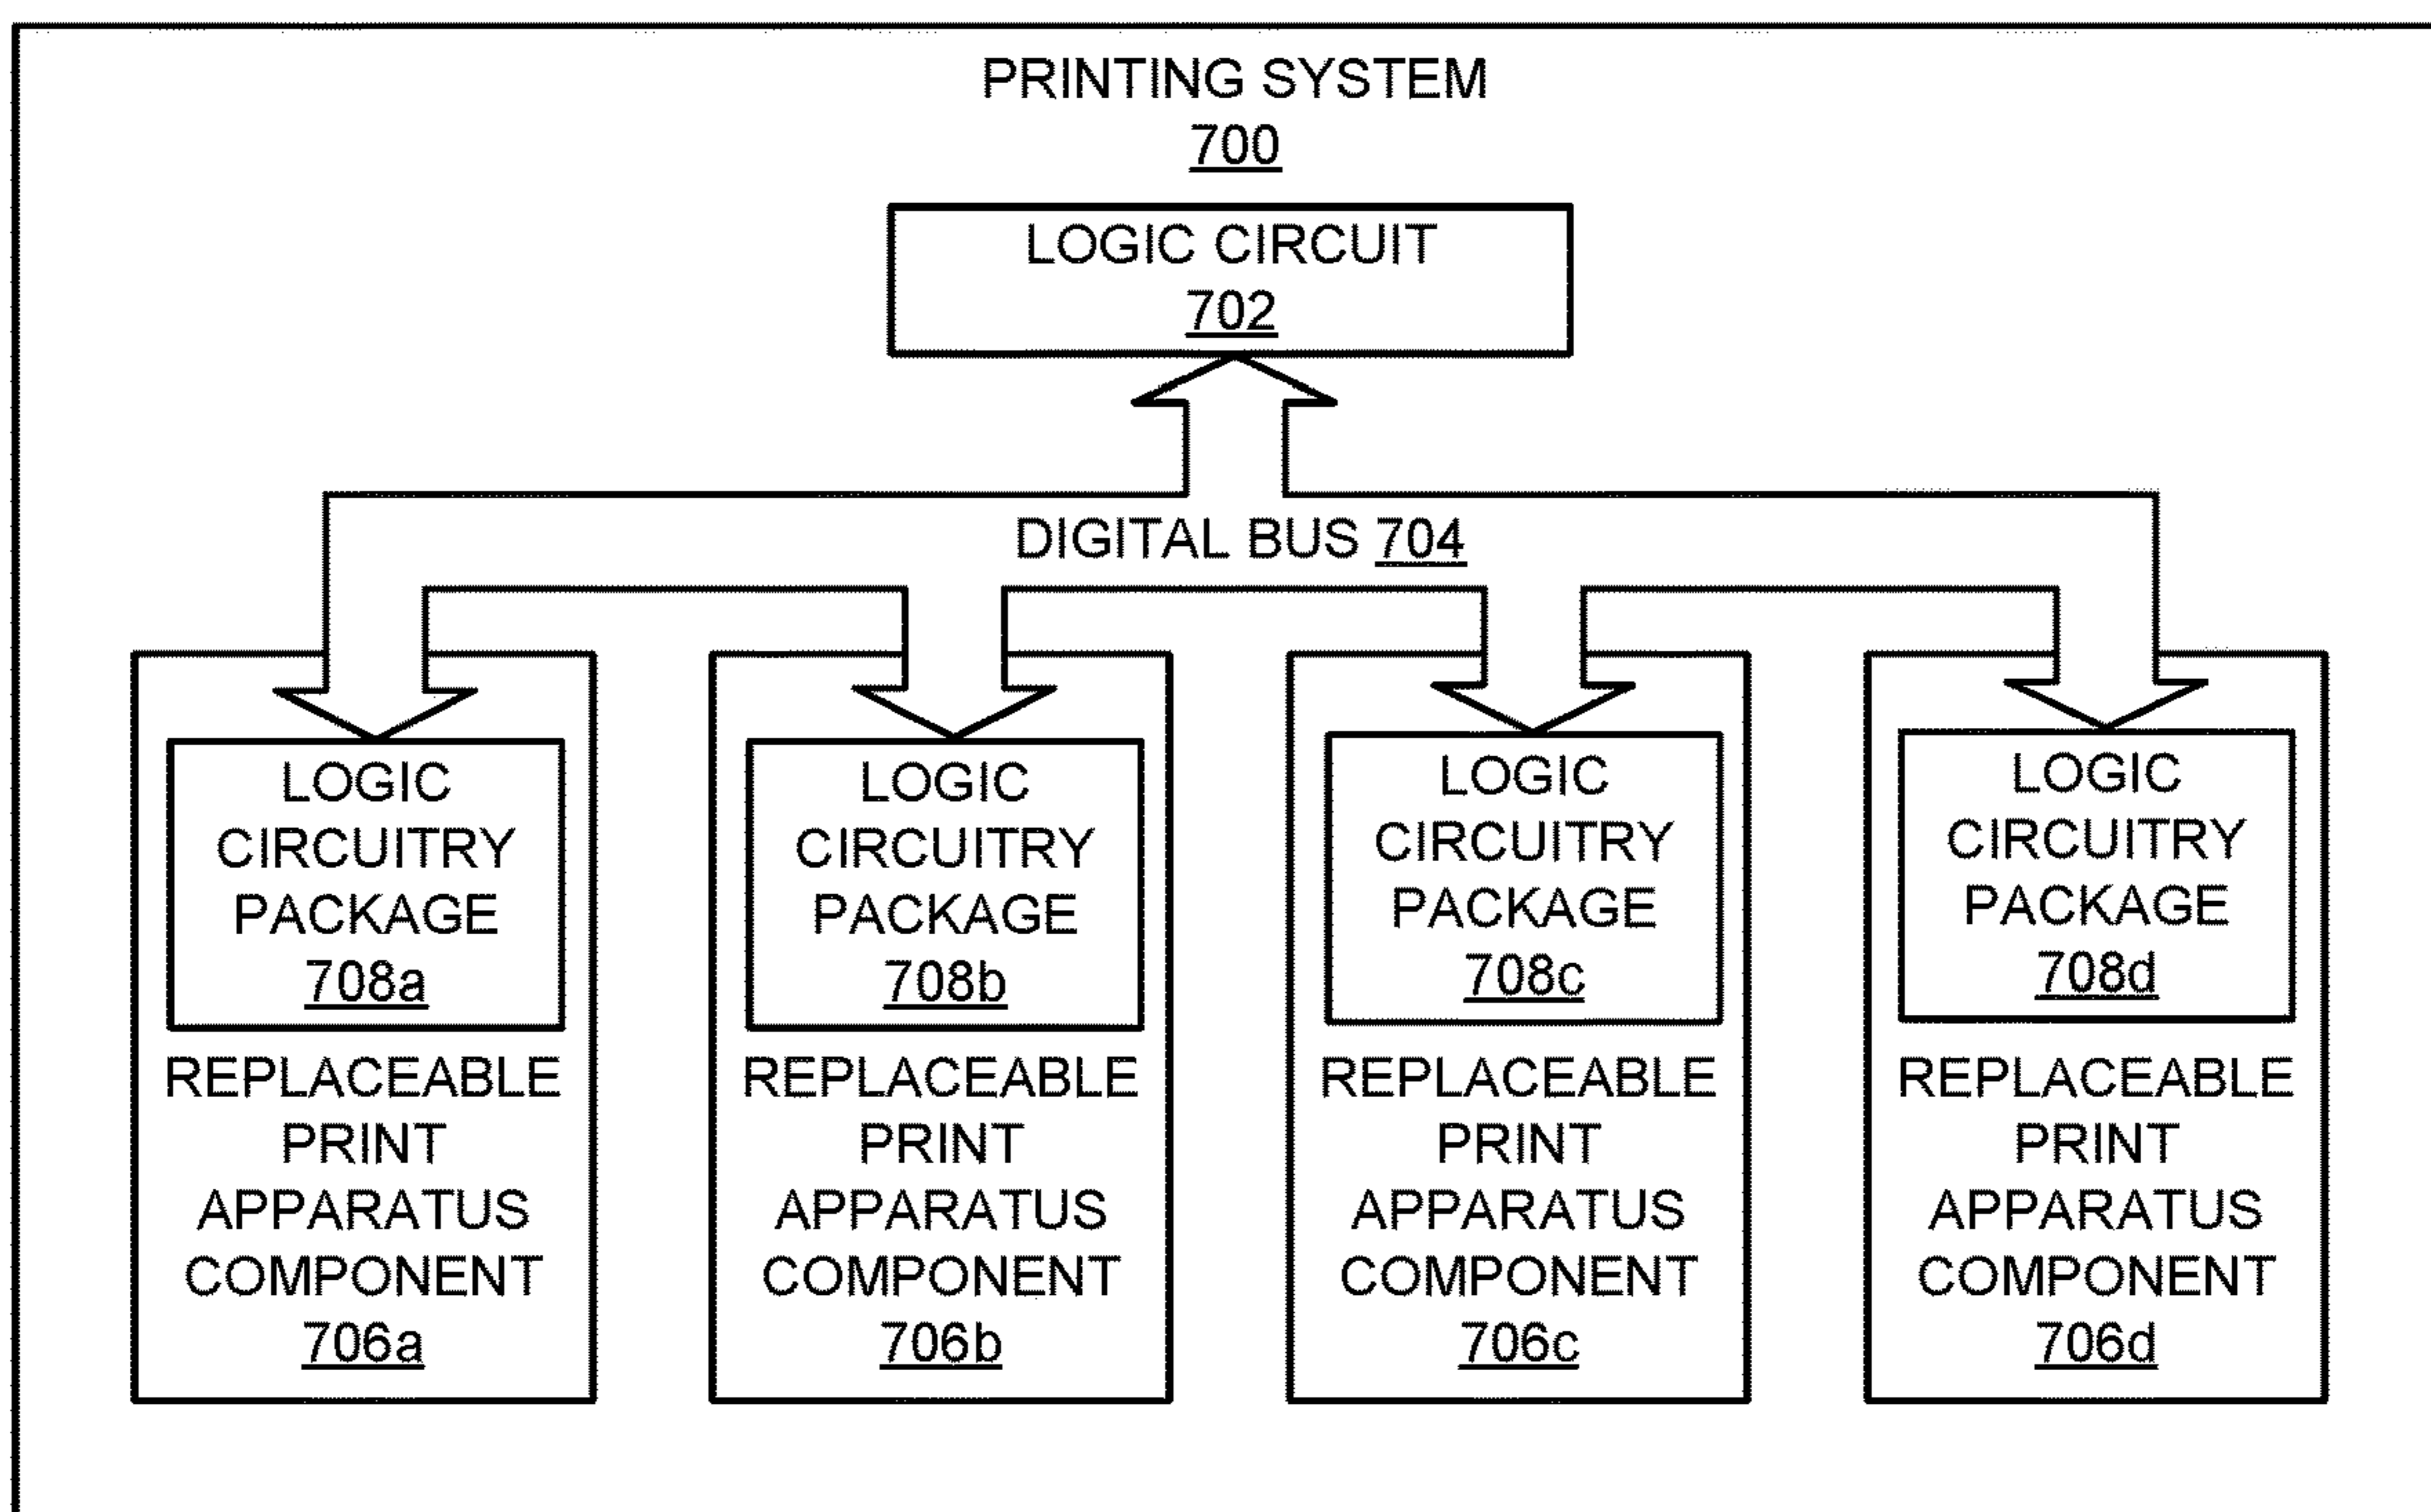 PRINTING SYSTEM
700
LOGIC CIRCUIT
702
DIGITAL BUS 704
LOGIC
CIRCUITRY
PACKAGE
708a
REPLACEABLE
PRINT
APPARATUS
COMPONENT
706a
LOGIC
CIRCUITRY
PACKAGE
708b
REPLACEABLE
PRINT
APPARATUS
COMPONENT
706b
LOGIC
CIRCUITRY
PACKAGE
708c
REPLACEABLE
PRINT
APPARATUS
COMPONENT
706c
LOGIC
CIRCUITRY
PACKAGE
708d
REPLACEABLE
PRINT
APPARATUS
COMPONENT
706d